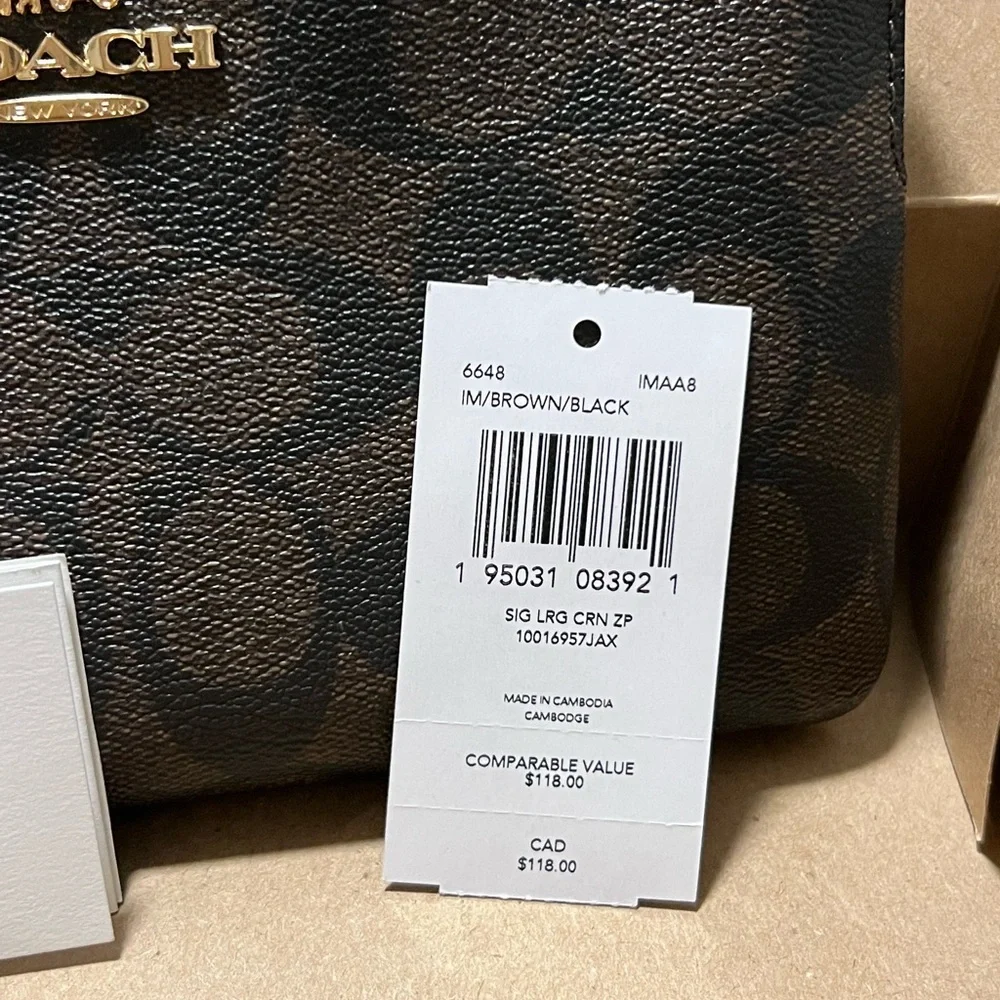 OACH
NEW YORK
6648 IMAA8
IM/BROWN/BLACK
1 95031 08392 1
SIG LRG CRN ZP
10016957JAX
MADE IN CAMBODIA
CAMBODGE
COMPARABLE VALUE
$118.00
CAD
$118.00